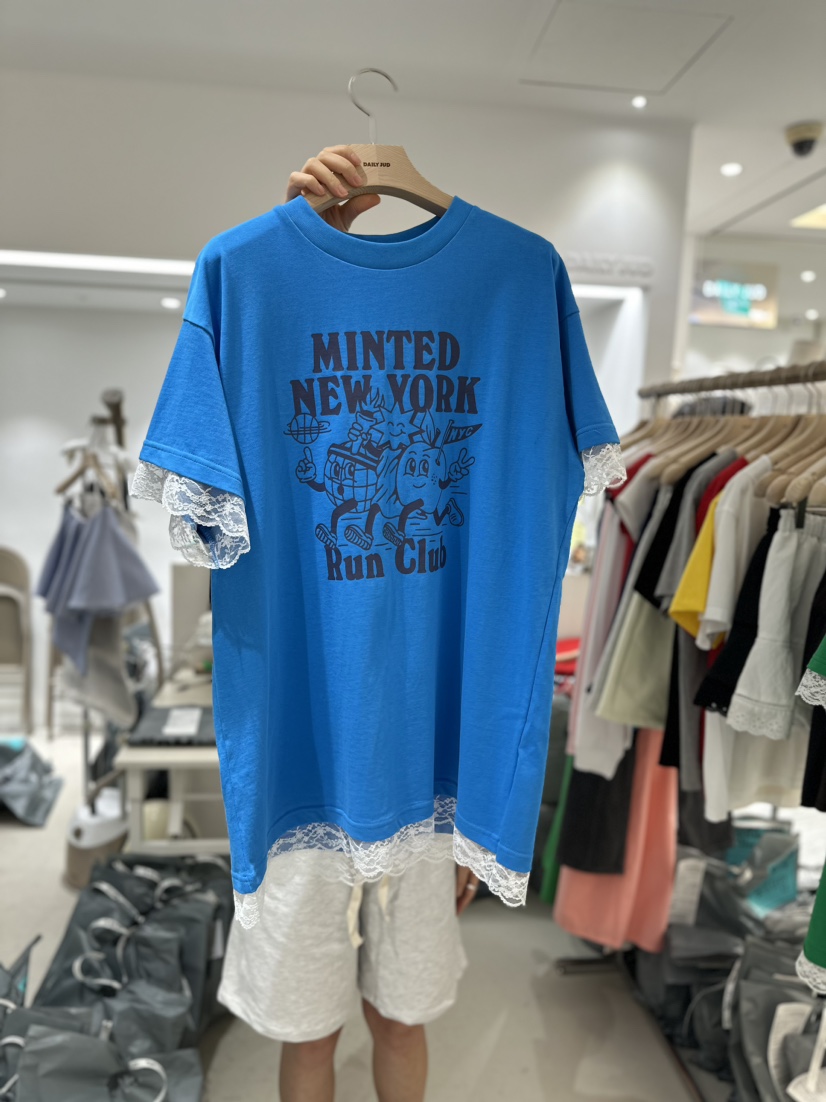 DAILY JUD
MINTED
NEW YORK
NYC
Run Club